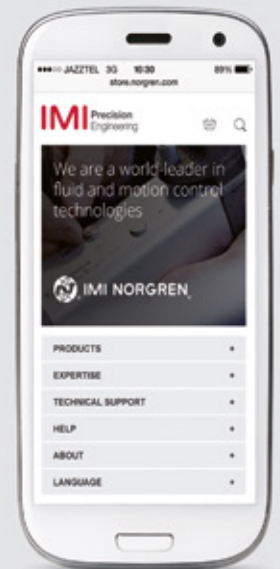 JAZZTEL 3G 10:30 89%
store.norgren.com
IMI Precision
Engineering
We are a world-leader in
fluid and motion control
technologies
IMI NORGREN
PRODUCTS +
EXPERTISE +
TECHNICAL SUPPORT +
HELP +
ABOUT +
LANGUAGE +